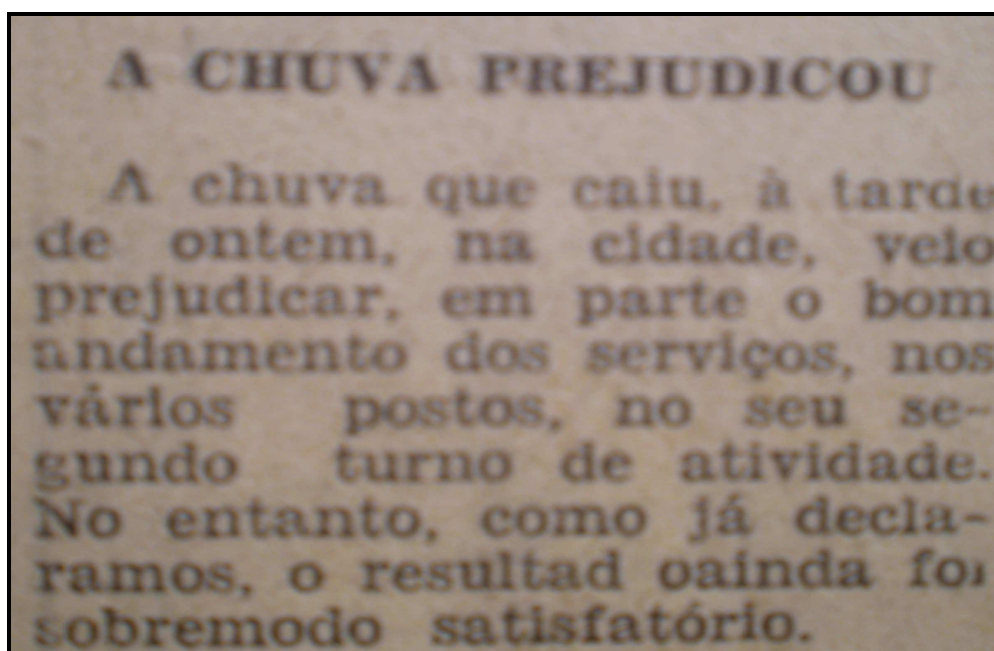 A CHUVA PREJUDICOU
A chuva que caiu, à tarde
de ontem, na cidade, veio
prejudicar, em parte o bom
andamento dos serviços, nos
vários postos, no seu se-
gundo turno de atividade.
No entanto, como já decla-
ramos, o resultad oainda foi
sobremodo satisfatório.